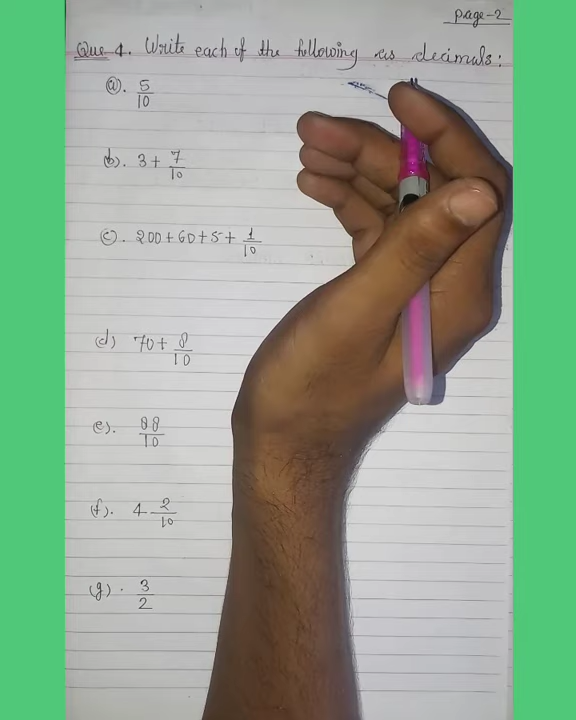 page-2
Que 4. Write each of the following as decimals:
(a). 5/10
(b). 3 + 7/10
(c). 200 + 60 + 5 + 1/10
(d) 70 + 8/10
(e). 88/10
(f). 4 2/10
(g). 3/2